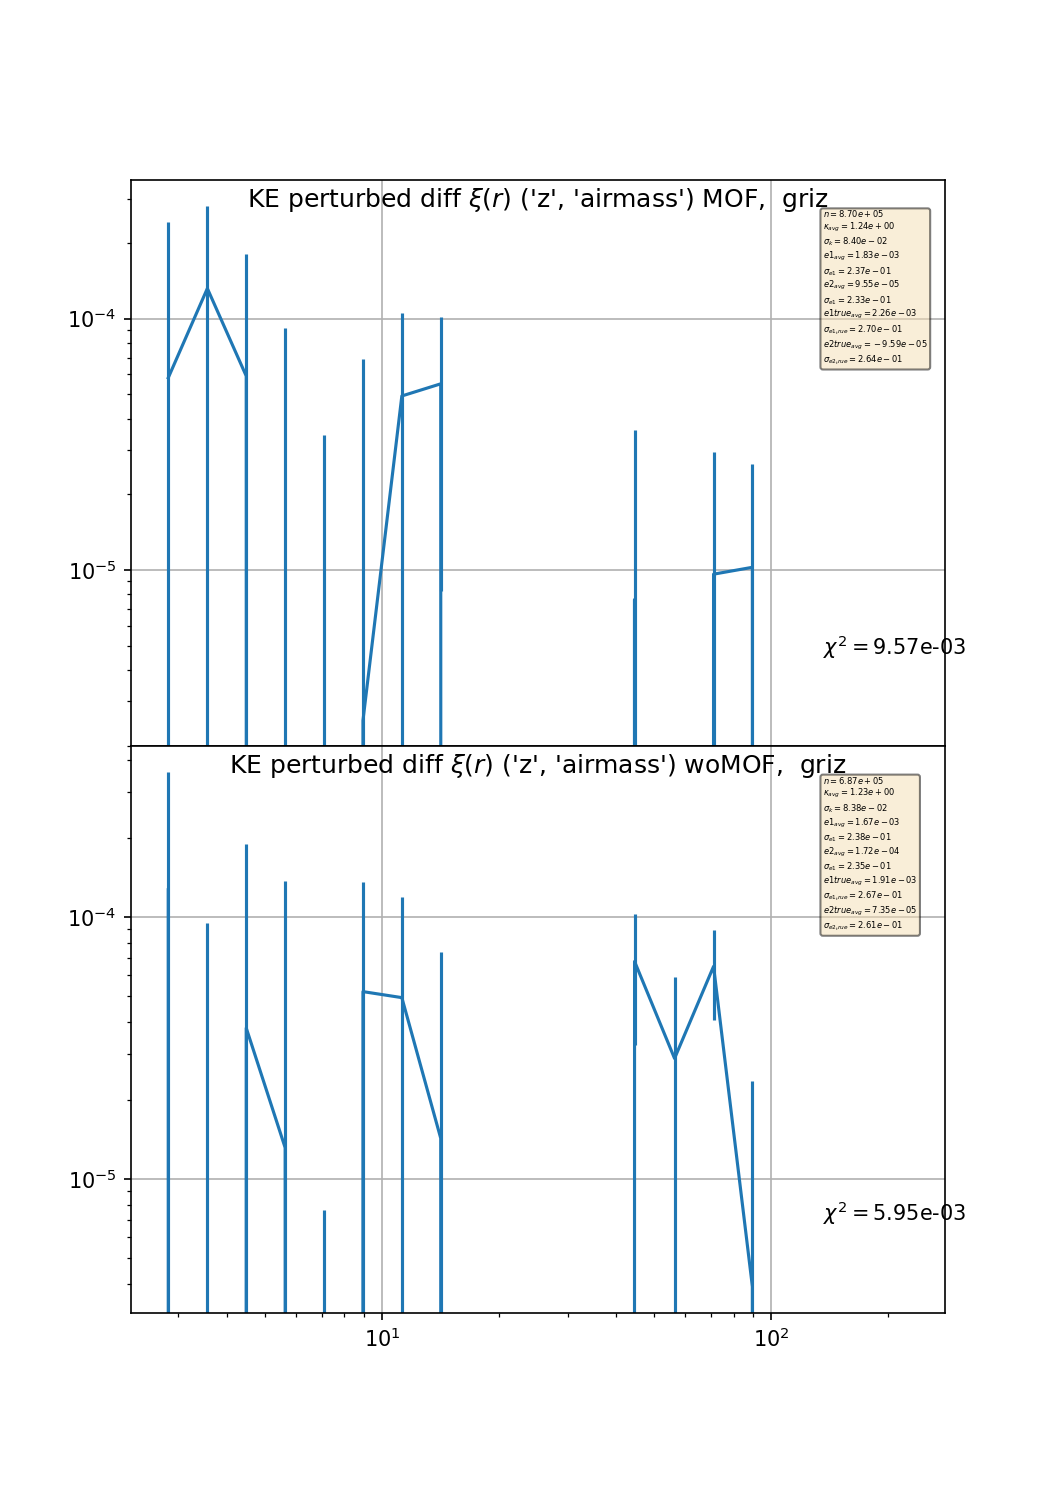 KE perturbed diff ξ(r) ('z', 'airmass') MOF,  griz
n = 8.70e + 05
κavg = 1.24e + 00
σk = 8.40e − 02
e1avg = 1.83e − 03
σe1 = 2.37e − 01
e2avg = 9.55e − 05
σe1 = 2.33e − 01
e1trueavg = 2.26e − 03
σe1,rue = 2.70e − 01
e2trueavg = −9.59e − 05
σe2,rue = 2.64e − 01
10⁻⁴
10⁻⁵
χ² = 9.57e-03
KE perturbed diff ξ(r) ('z', 'airmass') woMOF,  griz
n = 6.87e + 05
κavg = 1.23e + 00
σk = 8.38e − 02
e1avg = 1.67e − 03
σe1 = 2.38e − 01
e2avg = 1.72e − 04
σe1 = 2.35e − 01
e1trueavg = 1.91e − 03
σe1,rue = 2.67e − 01
e2trueavg = 7.35e − 05
σe2,rue = 2.61e − 01
10⁻⁴
10⁻⁵
χ² = 5.95e-03
10¹ 10²